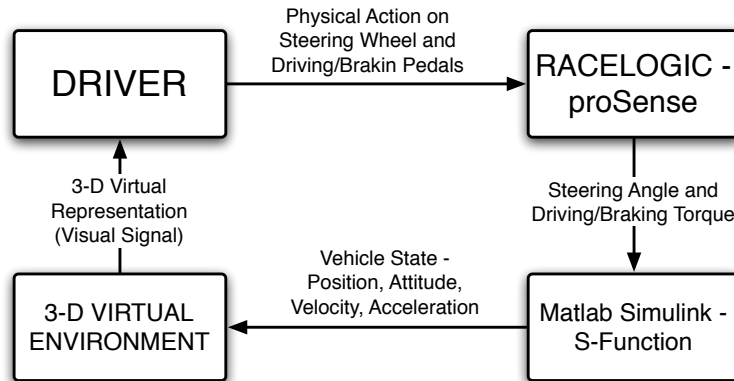 Physical Action on
Steering Wheel and
Driving/Brakin Pedals
DRIVER
RACELOGIC -
proSense
3-D Virtual
Representation
(Visual Signal)
Steering Angle and
Driving/Braking Torque
Vehicle State -
Position, Attitude,
Velocity, Acceleration
3-D VIRTUAL
ENVIRONMENT
Matlab Simulink -
S-Function